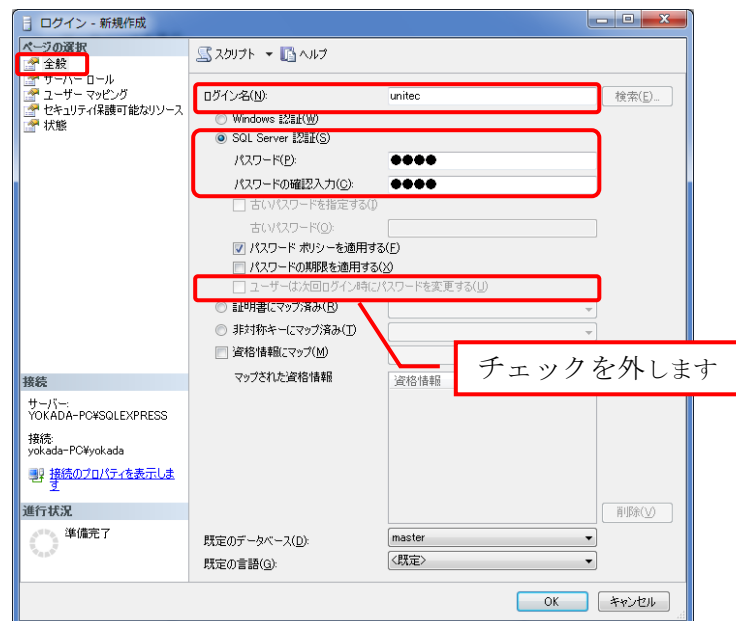 ログイン - 新規作成
ページの選択
全般
サーバー ロール
ユーザー マッピング
セキュリティ保護可能なリソース
状態
スクリプト ヘルプ
ログイン名(N): unitec 検索(E)...
Windows 認証(W)
SQL Server 認証(S)
パスワード(P): ●●●●
パスワードの確認入力(C): ●●●●
古いパスワードを指定する(I)
古いパスワード(O):
パスワード ポリシーを適用する(F)
パスワードの期限を適用する(X)
ユーザーは次回ログイン時にパスワードを変更する(U)
証明書にマップ済み(R)
非対称キーにマップ済み(T)
資格情報にマップ(M)
チェックを外します
マップされた資格情報 資格情報
接続
サーバー:
YOKADA-PC¥SQLEXPRESS
接続:
yokada-PC¥yokada
接続のプロパティを表示しま
す
進行状況
準備完了
削除(V)
既定のデータベース(D): master
既定の言語(G): <既定>
OK キャンセル